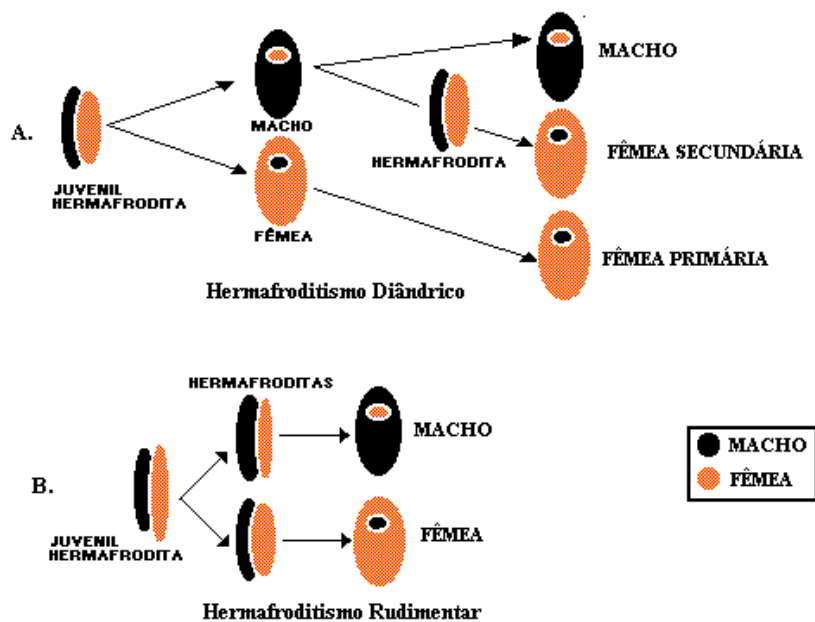 A.
JUVENIL
HERMAFRODITA
MACHO
FÊMEA
HERMAFRODITA
MACHO
FÊMEA SECUNDÁRIA
FÊMEA PRIMÁRIA
Hermafroditismo Diândrico
B.
JUVENIL
HERMAFRODITA
HERMAFRODITAS
MACHO
FÊMEA
Hermafroditismo Rudimentar
MACHO
FÊMEA